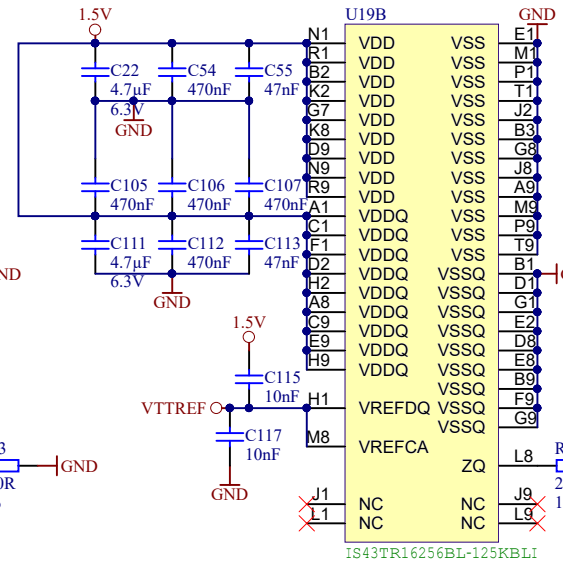 1.5V
U19B
GND
N1 VDD VSS E1
R1 VDD VSS M1
C22 C54 C55 B2 VDD VSS P1
4.7µF 470nF 47nF K2 VDD VSS T1
6.3V G7 VDD VSS J2
GND K8 VDD VSS B3
D9 VDD VSS G8
N9 VDD VSS J8
C105 C106 C107 R9 VDD VSS A9
470nF 470nF 470nF A1 VDDQ VSS M9
C1 VDDQ VSS P9
C111 C112 C113 F1 VDDQ VSS T9
4.7µF 470nF 47nF D2 VDDQ VSSQ B1
6.3V H2 VDDQ VSSQ D1
GND A8 VDDQ VSSQ G1
1.5V C9 VDDQ VSSQ E2
E9 VDDQ VSSQ D8
H9 VDDQ VSSQ E8
C115 VSSQ B9
10nF
VTTREF H1 VREFDQ VSSQ F9
VSSQ G9
C117 M8 VREFCA
10nF
GND ZQ L8
GND
J1 NC NC J9
L1 NC NC L9
IS43TR16256BL-125KBLI